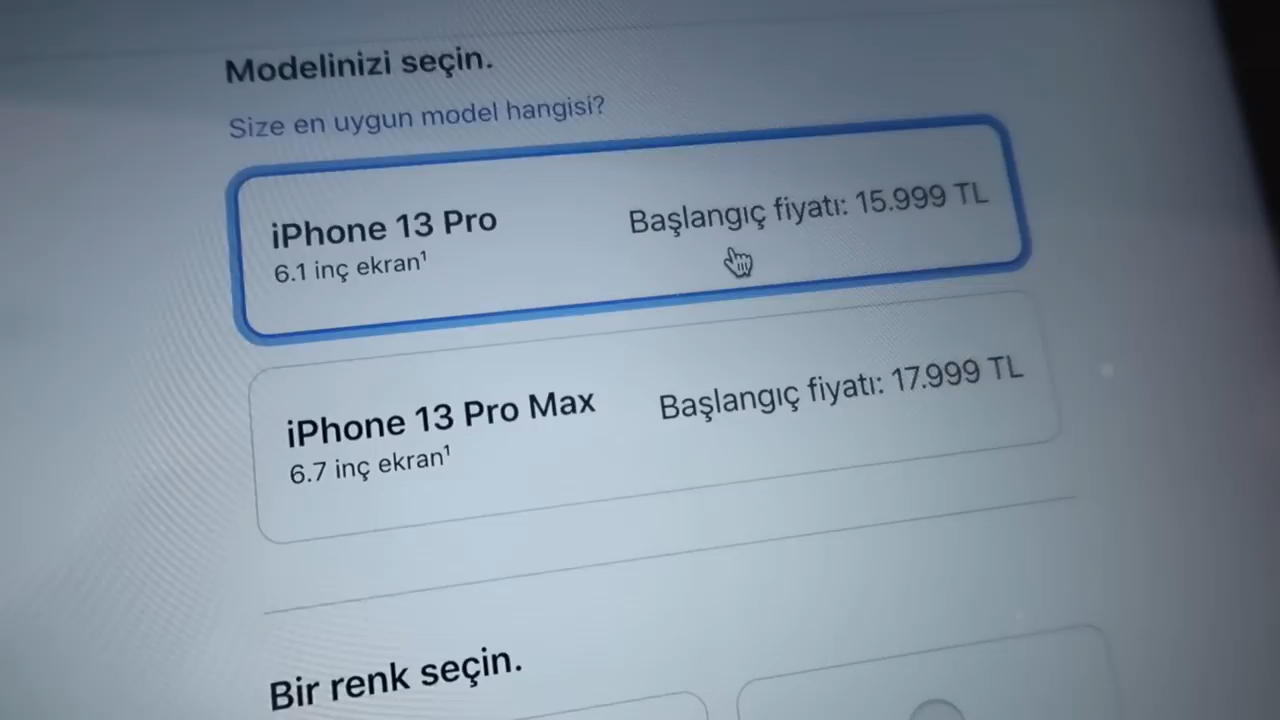 Modelinizi seçin.
Size en uygun model hangisi?
iPhone 13 Pro
6.1 inç ekran¹
Başlangıç fiyatı: 15.999 TL
iPhone 13 Pro Max
6.7 inç ekran¹
Başlangıç fiyatı: 17.999 TL
Bir renk seçin.